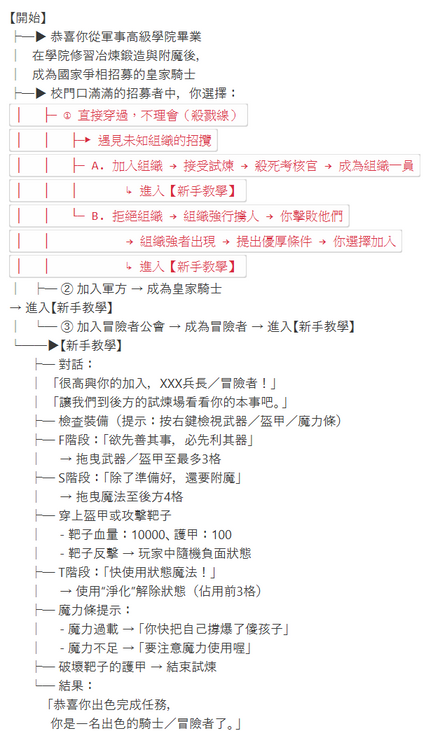 【開始】
├─▶ 恭喜你從軍事高級學院畢業
│ 在學院修習冶煉鍛造與附魔後，
│ 成為國家爭相招募的皇家騎士
├─▶ 校門口滿滿的招募者中，你選擇：
│ ├─ ① 直接穿過，不理會（殺戮線）
│ │ ├─▶ 遇見未知組織的招攬
│ │ ├─ A. 加入組織 → 接受試煉 → 殺死考核官 → 成為組織一員
│ │ │ ↳ 進入【新手教學】
│ │ └─ B. 拒絕組織 → 組織強行擄人 → 你擊敗他們
│ │ → 組織強者出現 → 提出優厚條件 → 你選擇加入
│ │ ↳ 進入【新手教學】
│ ├─ ② 加入軍方 → 成為皇家騎士
→ 進入【新手教學】
│ └─ ③ 加入冒險者公會 → 成為冒險者 → 進入【新手教學】
└──▶【新手教學】
├─ 對話：
│ 「很高興你的加入，XXX兵長／冒險者！」
│ 「讓我們到後方的試煉場看看你的本事吧。」
├─ 檢查裝備（提示：按右鍵檢視武器／盔甲／魔力條）
├─ F階段：「欲先善其事，必先利其器」
│ → 拖曳武器／盔甲至最多3格
├─ S階段：「除了準備好，還要附魔」
│ → 拖曳魔法至後方4格
├─ 穿上盔甲或攻擊靶子
│ - 靶子血量：10000、護甲：100
│ - 靶子反擊 → 玩家中隨機負面狀態
├─ T階段：「快使用狀態魔法！」
│ → 使用“淨化”解除狀態（佔用前3格）
├─ 魔力條提示：
│ - 魔力過載 →「你快把自己撐爆了傻孩子」
│ - 魔力不足 →「要注意魔力使用喔」
├─ 破壞靶子的護甲 → 結束試煉
└─ 結果：
「恭喜你出色完成任務，
你是一名出色的騎士／冒險者了。」